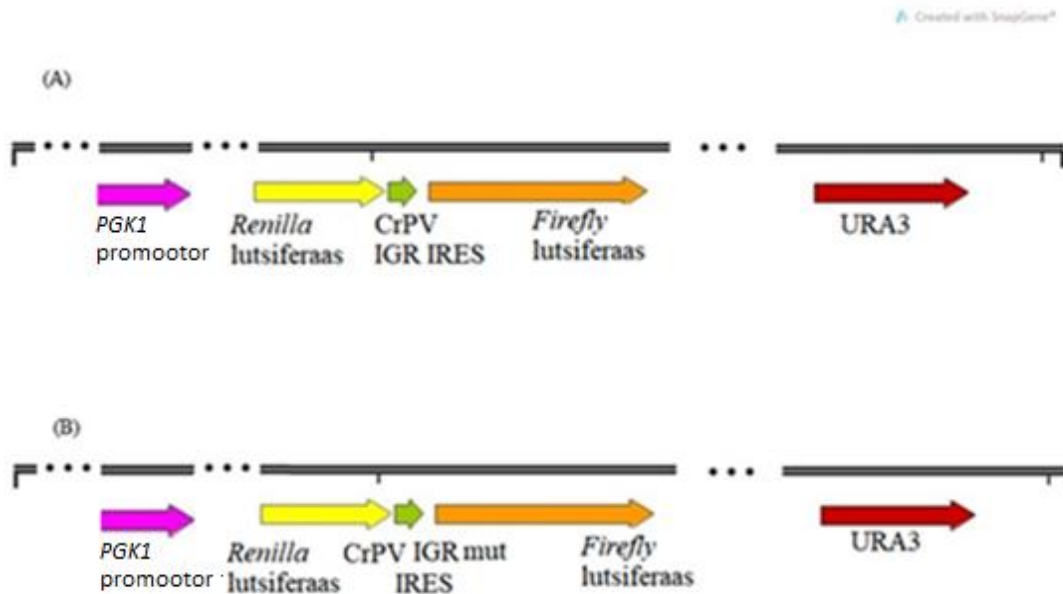 Created with SnapGene®
(A)
PGK1
promootor
Renilla
lutsiferaas
CrPV
IGR IRES
Firefly
lutsiferaas
URA3
(B)
PGK1
promootor
Renilla
lutsiferaas
CrPV IGR mut
IRES
Firefly
lutsiferaas
URA3